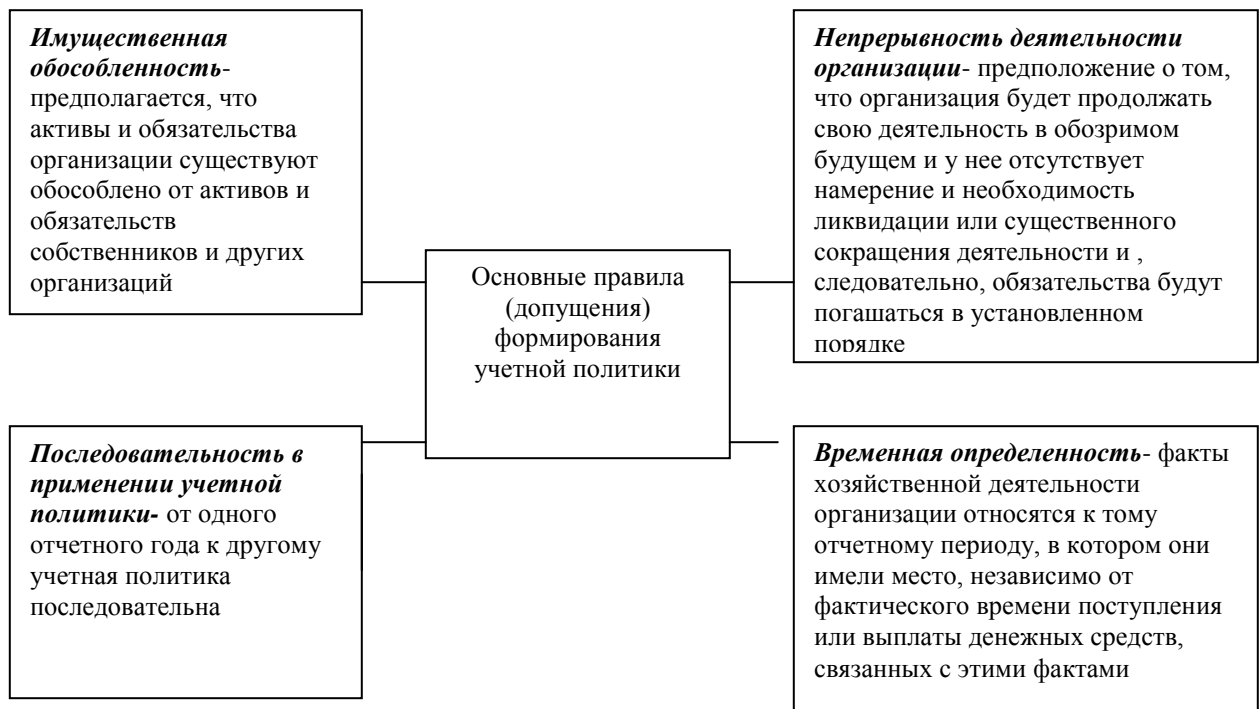 Имущественная
обособленность-
предполагается, что
активы и обязательства
организации существуют
обособлено от активов и
обязательств
собственников и других
организаций
Непрерывность деятельности
организации- предположение о том,
что организация будет продолжать
свою деятельность в обозримом
будущем и у нее отсутствует
намерение и необходимость
ликвидации или существенного
сокращения деятельности и ,
следовательно, обязательства будут
погашаться в установленном
порядке
Основные правила
(допущения)
формирования
учетной политики
Последовательность в
применении учетной
политики- от одного
отчетного года к другому
учетная политика
последовательна
Временная определенность- факты
хозяйственной деятельности
организации относятся к тому
отчетному периоду, в котором они
имели место, независимо от
фактического времени поступления
или выплаты денежных средств,
связанных с этими фактами